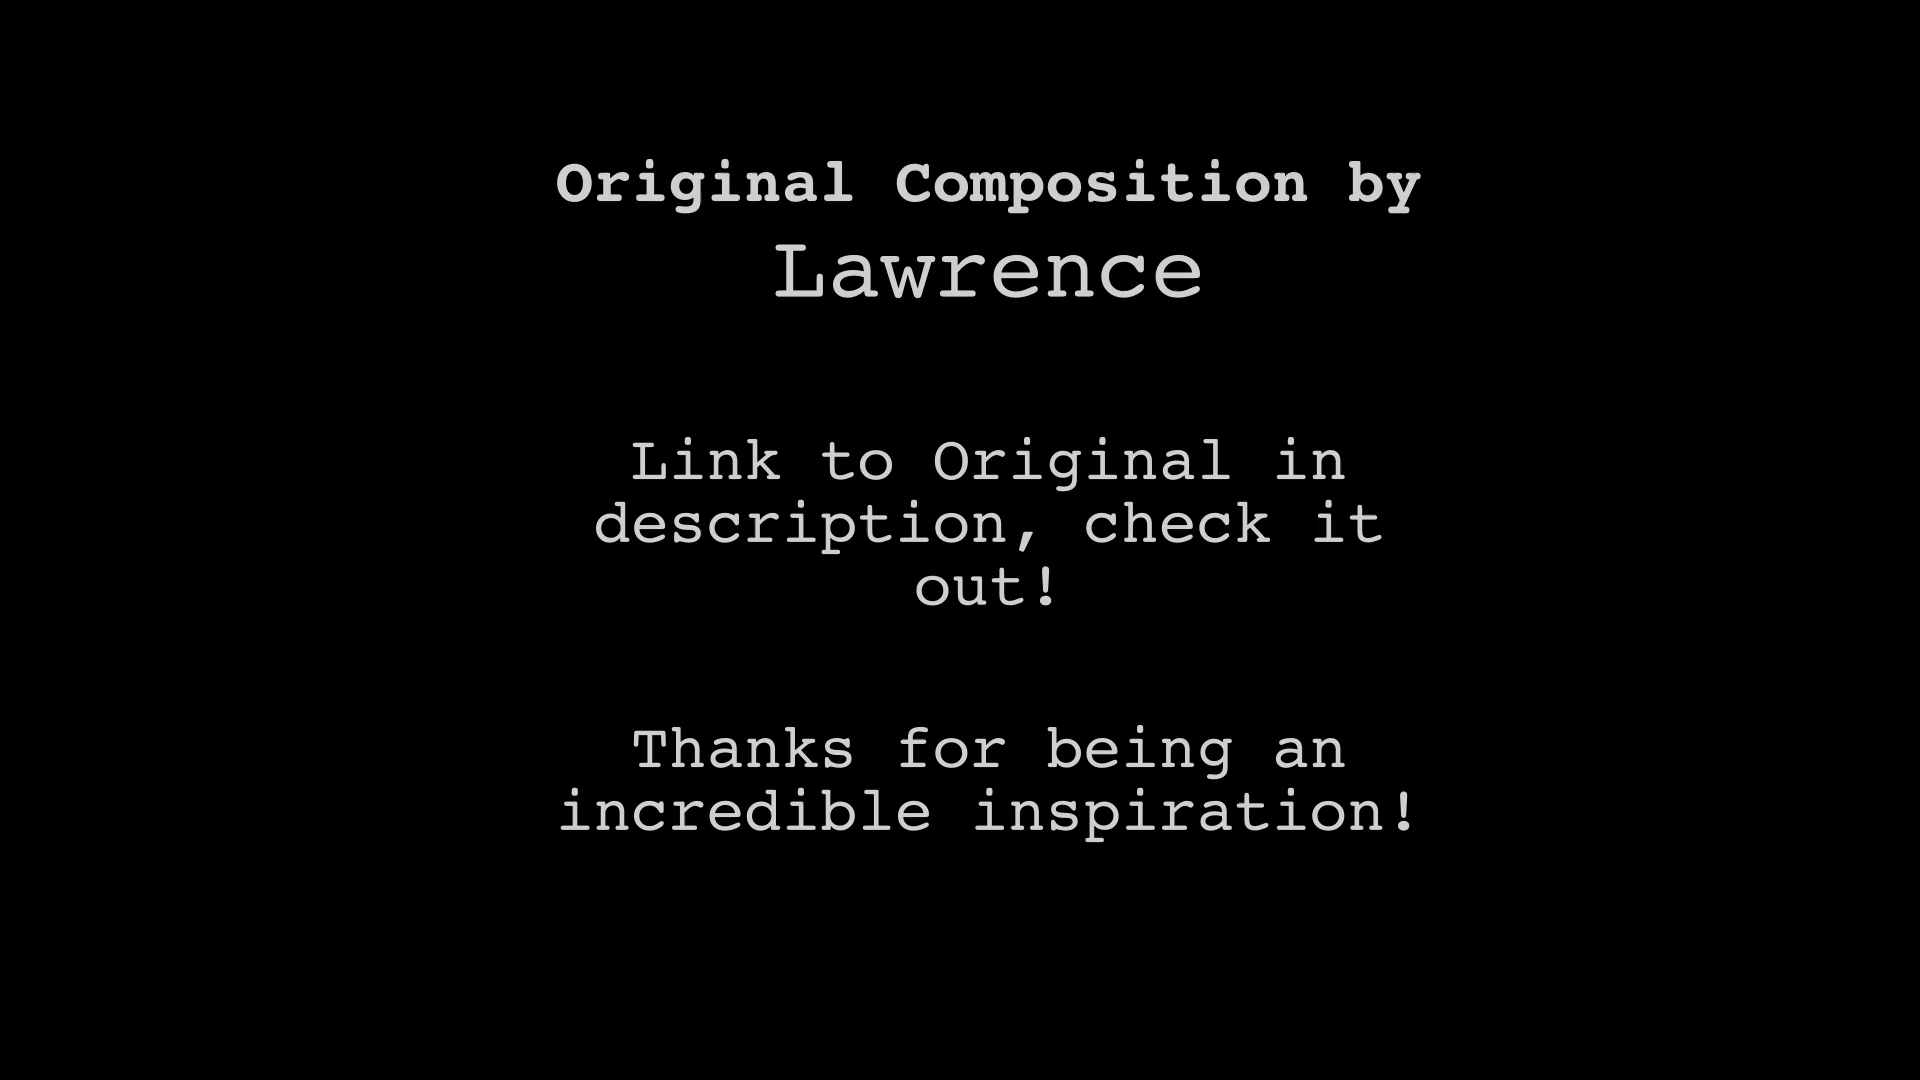 Original Composition by
Lawrence
Link to Original in
description, check it
out!
Thanks for being an
incredible inspiration!